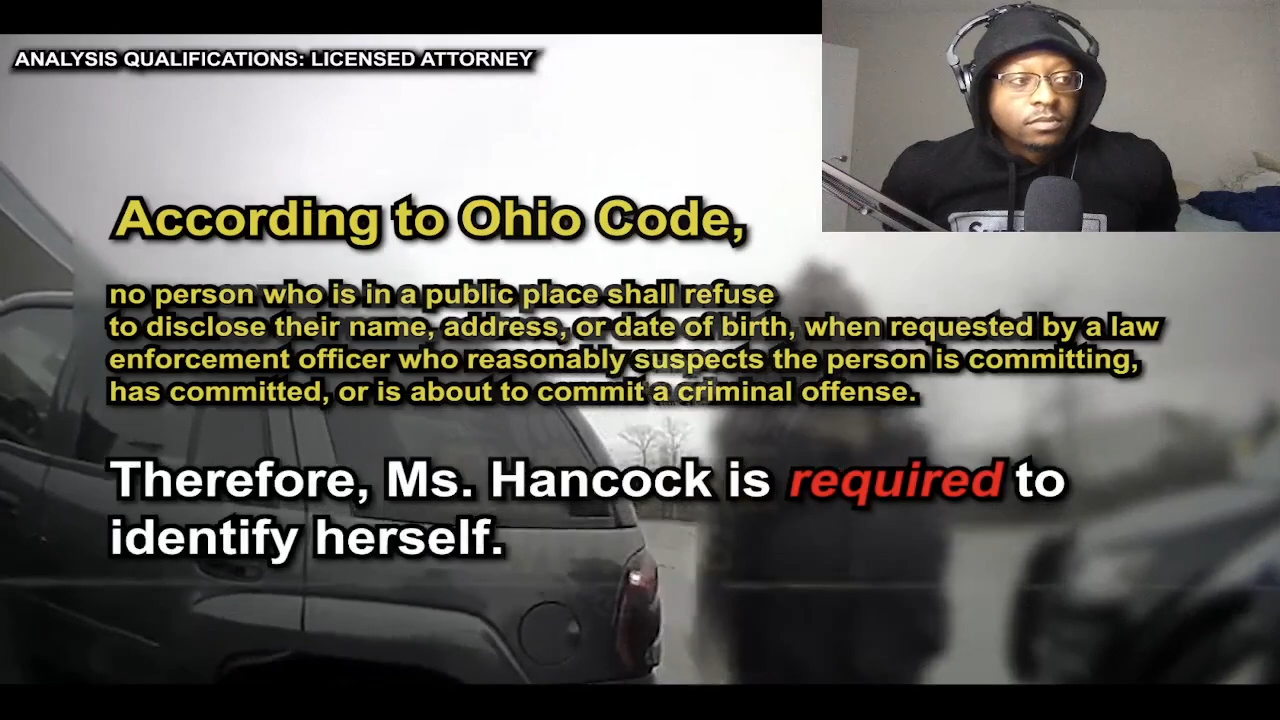 ANALYSIS QUALIFICATIONS: LICENSED ATTORNEY
According to Ohio Code,
no person who is in a public place shall refuse
to disclose their name, address, or date of birth, when requested by a law
enforcement officer who reasonably suspects the person is committing,
has committed, or is about to commit a criminal offense.
Therefore, Ms. Hancock is required to
identify herself.